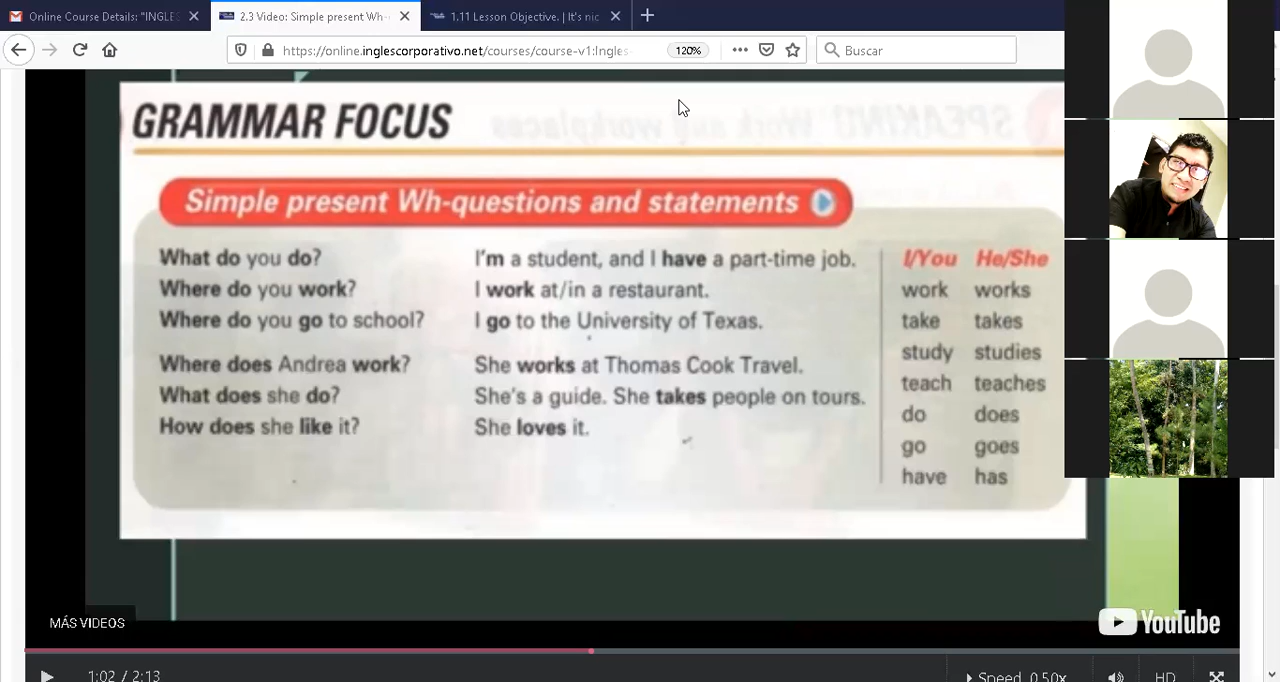 Online Course Details: "INGLES
2.3 Video: Simple present Wh-
1.11 Lesson Objective. | It's nic
https://online.inglescorporativo.net/courses/course-v1:Ingles-
120%
Buscar
GRAMMAR FOCUS
SPEAKING Work and workplaces
Simple present Wh-questions and statements
What do you do? I'm a student, and I have a part-time job. I/You He/She
Where do you work? I work at/in a restaurant. work works
Where do you go to school? I go to the University of Texas. take takes
study studies
Where does Andrea work? She works at Thomas Cook Travel.
teach teaches
What does she do? She's a guide. She takes people on tours.
do does
How does she like it? She loves it.
go goes
have has
MÁS VIDEOS
YouTube
1:02 / 2:13
Speed 0.50x
HD